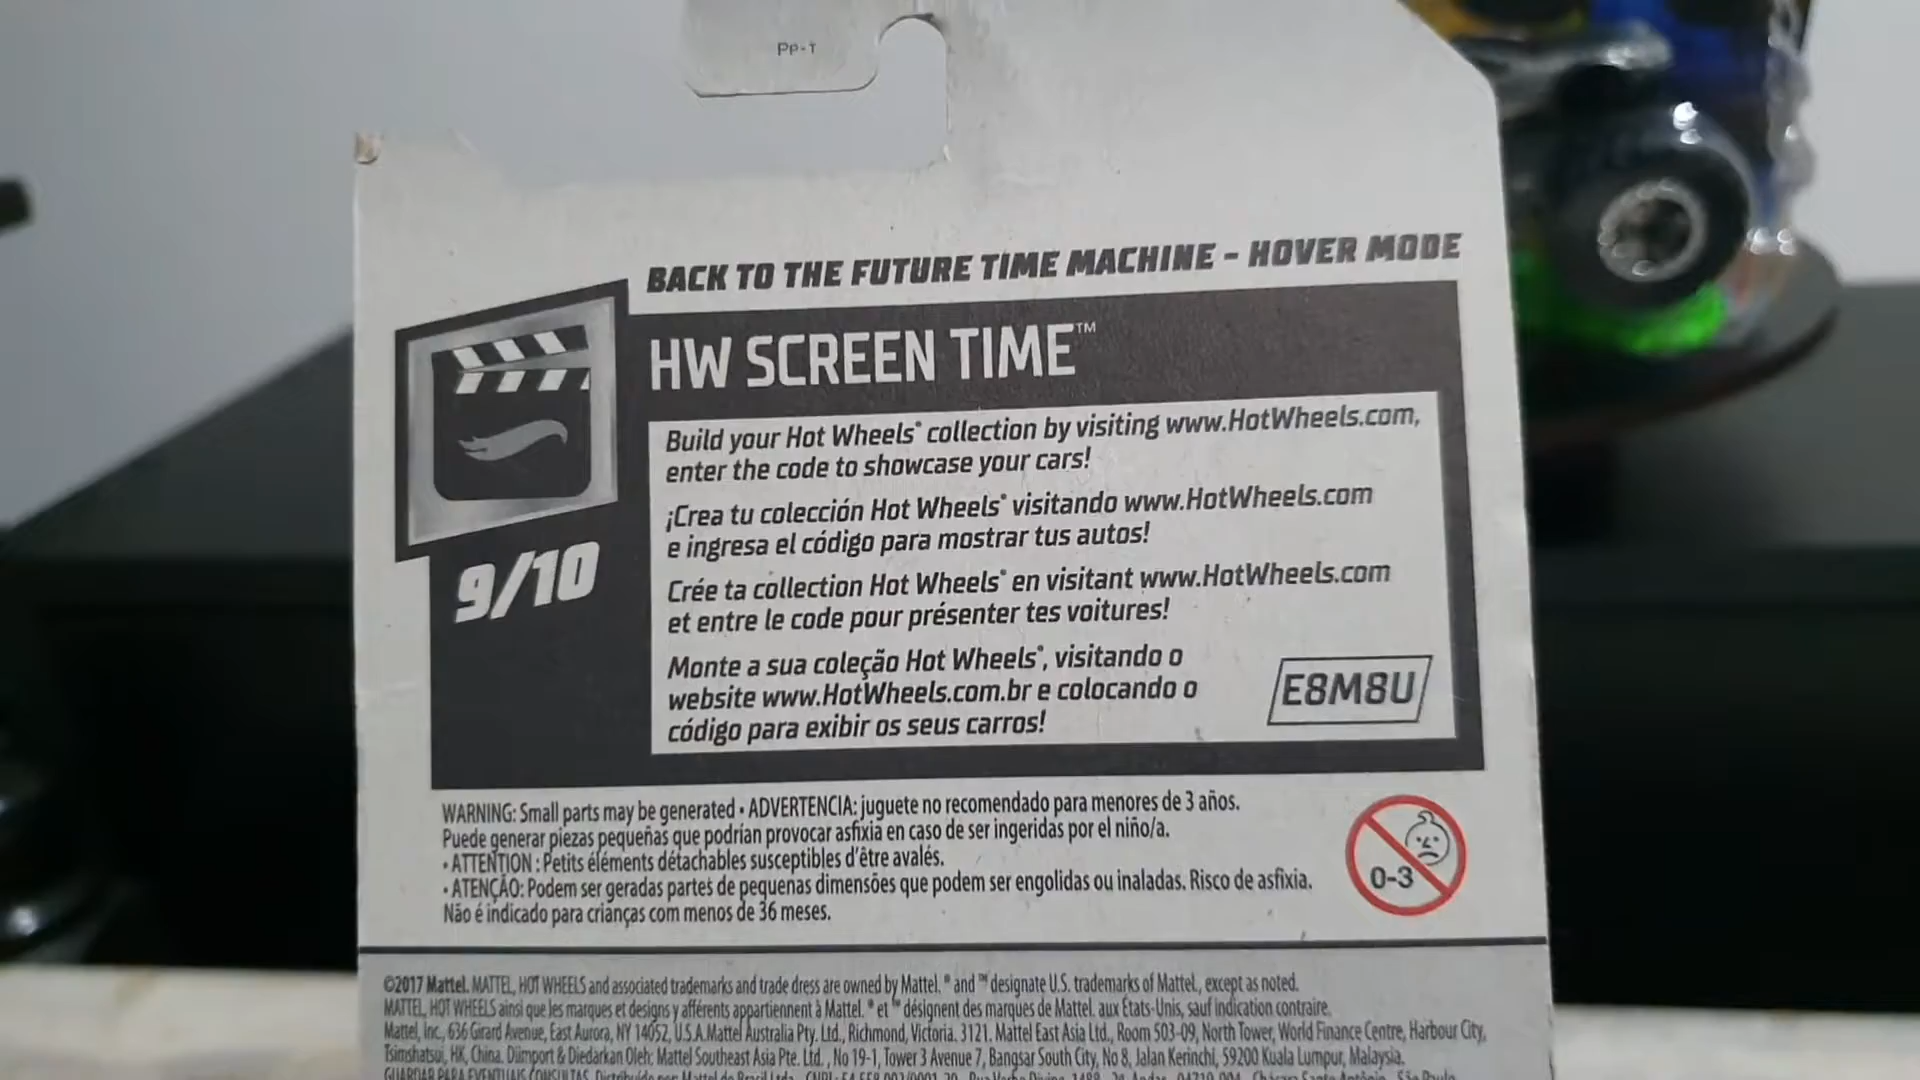 PP-T
BACK TO THE FUTURE TIME MACHINE - HOVER MODE
HW SCREEN TIME™
Build your Hot Wheels® collection by visiting www.HotWheels.com,
enter the code to showcase your cars!
¡Crea tu colección Hot Wheels® visitando www.HotWheels.com
e ingresa el código para mostrar tus autos!
9/10
Crée ta collection Hot Wheels® en visitant www.HotWheels.com
et entre le code pour présenter tes voitures!
Monte a sua coleção Hot Wheels®, visitando o
website www.HotWheels.com.br e colocando o
código para exibir os seus carros!
E8M8U
WARNING: Small parts may be generated • ADVERTENCIA: juguete no recomendado para menores de 3 años.
Puede generar piezas pequeñas que podrían provocar asfixia en caso de ser ingeridas por el niño/a.
• ATTENTION : Petits éléments détachables susceptibles d'être avalés.
• ATENÇÃO: Podem ser geradas partes de pequenas dimensões que podem ser engolidas ou inaladas. Risco de asfixia.
Não é indicado para crianças com menos de 36 meses.
0-3
©2017 Mattel. MATTEL, HOT WHEELS and associated trademarks and trade dress are owned by Mattel. ® and ™ designate U.S. trademarks of Mattel, except as noted.
MATTEL, HOT WHEELS ainsi que les marques et designs y afférents appartiennent à Mattel. ® et ™ désignent des marques de Mattel. aux États-Unis, sauf indication contraire.
Mattel, Inc., 636 Girard Avenue, East Aurora, NY 14052, U.S.A. Mattel Australia Pty. Ltd., Richmond, Victoria. 3121. Mattel East Asia Ltd., Room 503-09, North Tower, World Finance Centre, Harbour City,
Tsimshatsui, HK, China. Diimport & Diedarkan Oleh: Mattel Southeast Asia Pte. Ltd., No 19-1, Tower 3 Avenue 7, Bangsar South City, No 8, Jalan Kerinchi, 59200 Kuala Lumpur, Malaysia.
GUARDAR PARA EVENTUAIS CONSULTAS. Distribuído por: Mattel do Brasil Ltda.